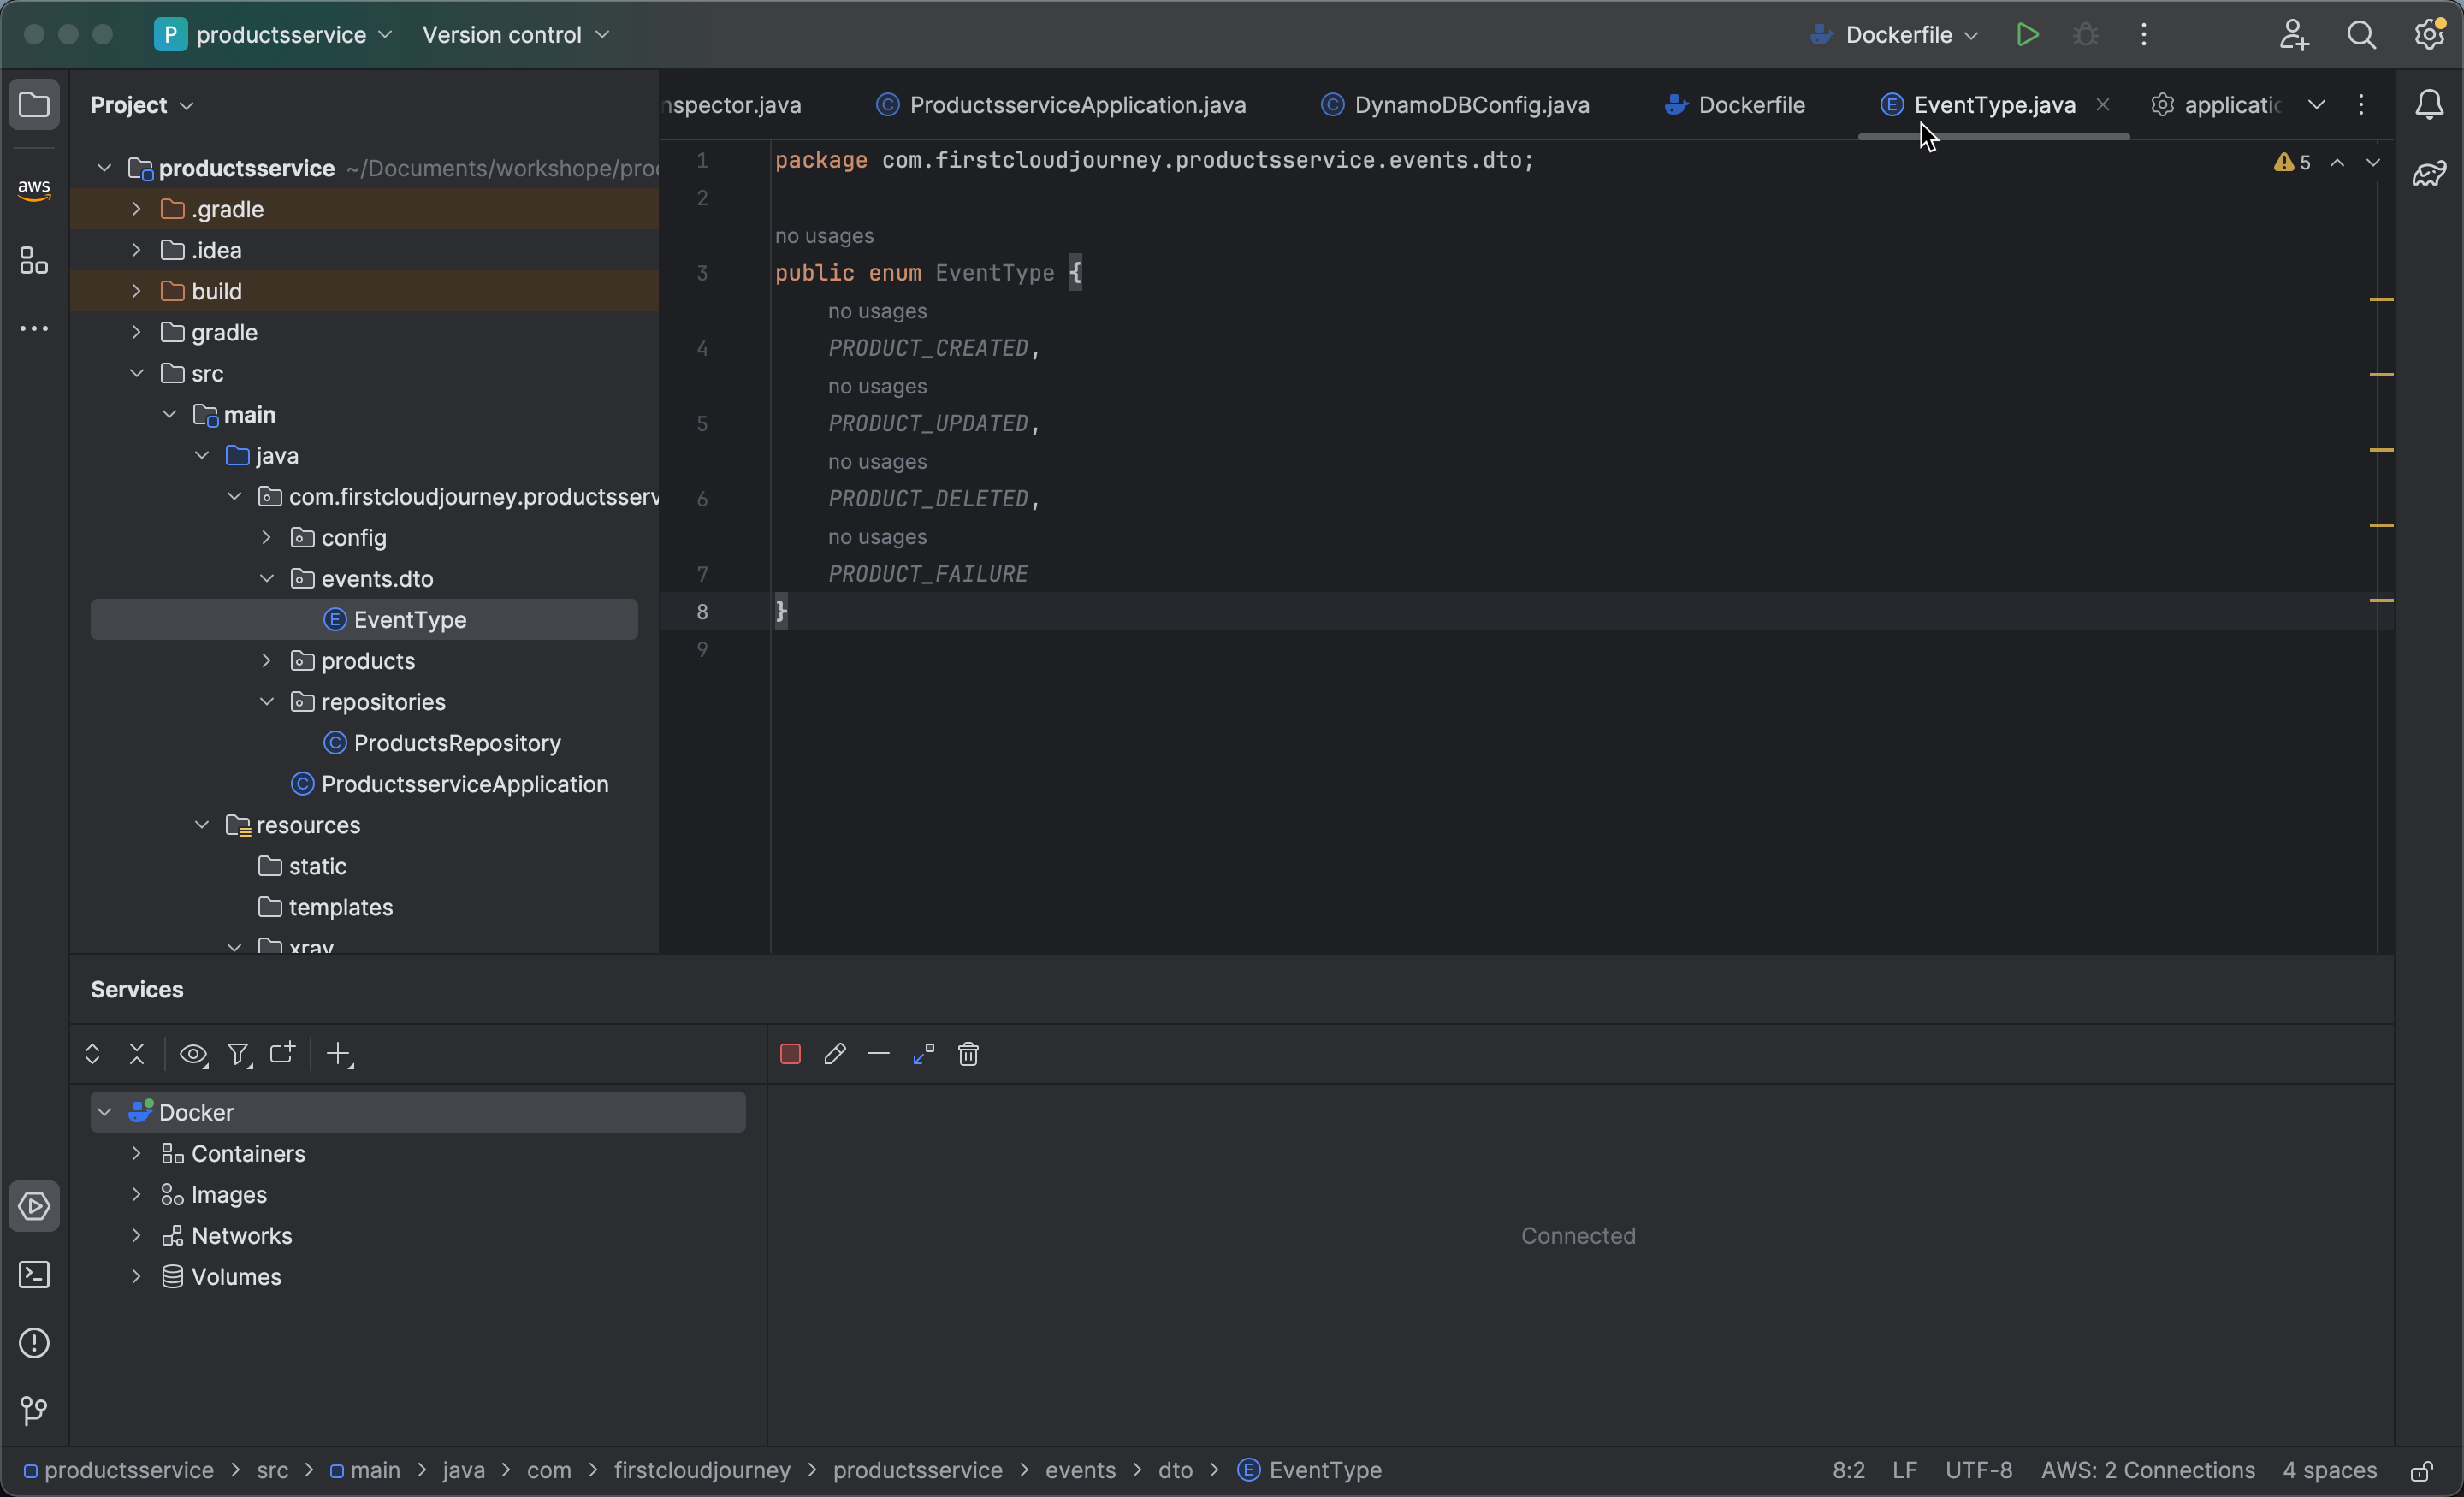 P productsservice Version control Dockerfile
Project
nspector.java ProductsserviceApplication.java DynamoDBConfig.java Dockerfile EventType.java applicatic
aws
productsservice ~/Documents/workshope/pro
.gradle
.idea
build
gradle
src
main
java
com.firstcloudjourney.productsserv
config
events.dto
E EventType
products
repositories
C ProductsRepository
C ProductsserviceApplication
resources
static
templates
xray
1 package com.firstcloudjourney.productsservice.events.dto;
5
2
no usages
3 public enum EventType {
no usages
4 PRODUCT_CREATED,
no usages
5 PRODUCT_UPDATED,
no usages
6 PRODUCT_DELETED,
no usages
7 PRODUCT_FAILURE
8 }
9
Services
Docker
Containers
Images
Networks
Volumes
Connected
productsservice > src > main > java > com > firstcloudjourney > productsservice > events > dto > E EventType
8:2 LF UTF-8 AWS: 2 Connections 4 spaces